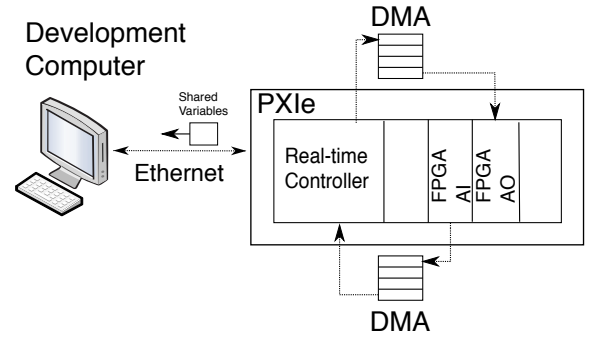 DMA
Development
Computer
Shared
Variables
PXIe
Ethernet
Real-time
Controller
FPGA
AI
FPGA
AO
DMA